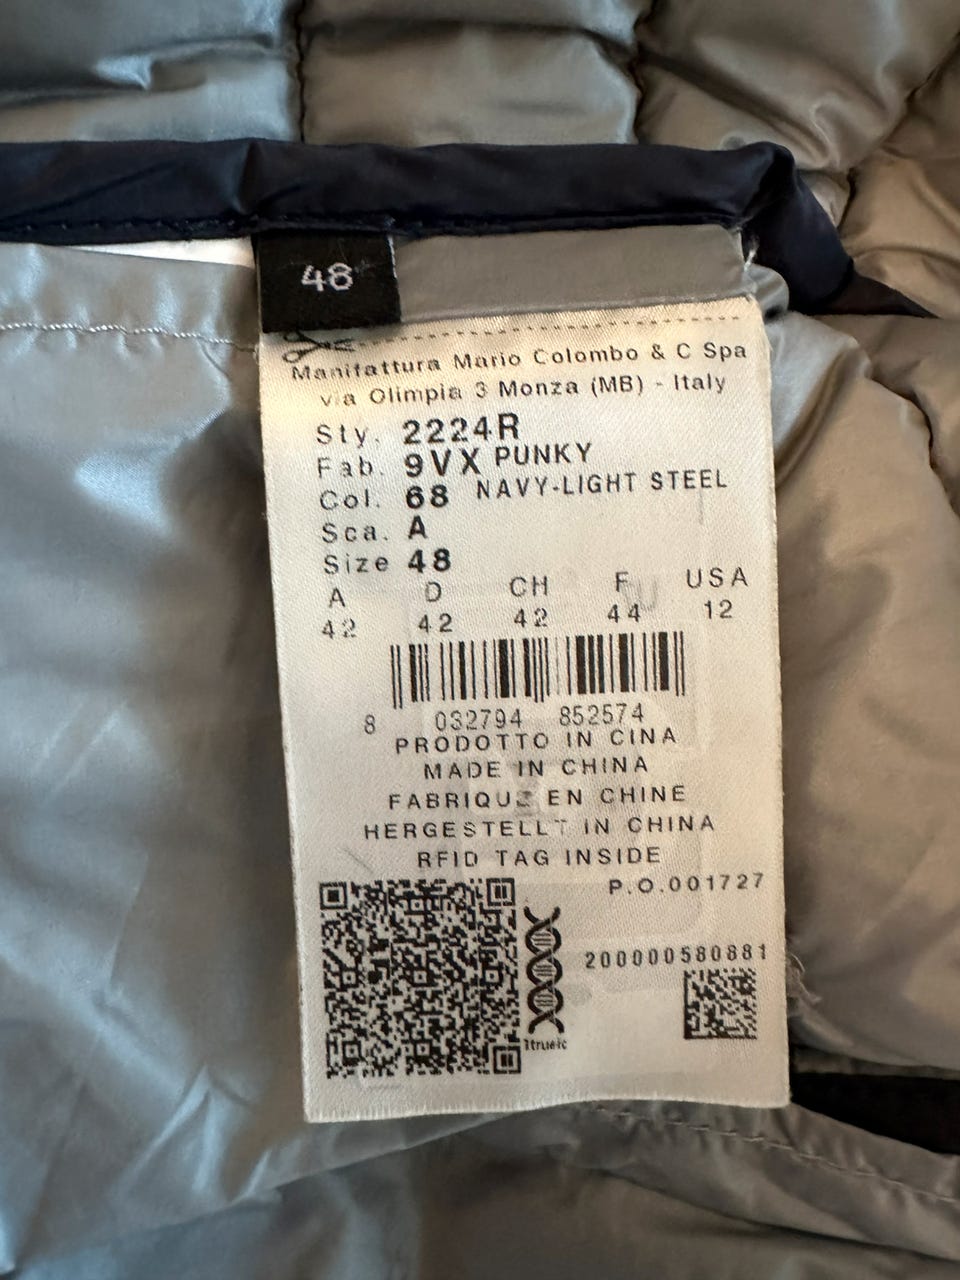 48
Manifattura Mario Colombo & C Spa
via Olimpia 3 Monza (MB) - Italy
Sty. 2224R
Fab. 9VX PUNKY
Col. 68 NAVY-LIGHT STEEL
Sca. A
Size 48
A D CH F USA
42 42 42 44 12
8 032794 852574
PRODOTTO IN CINA
MADE IN CHINA
FABRIQUE EN CHINE
HERGESTELLT IN CHINA
RFID TAG INSIDE
P.O.001727
200000580881
1trueid